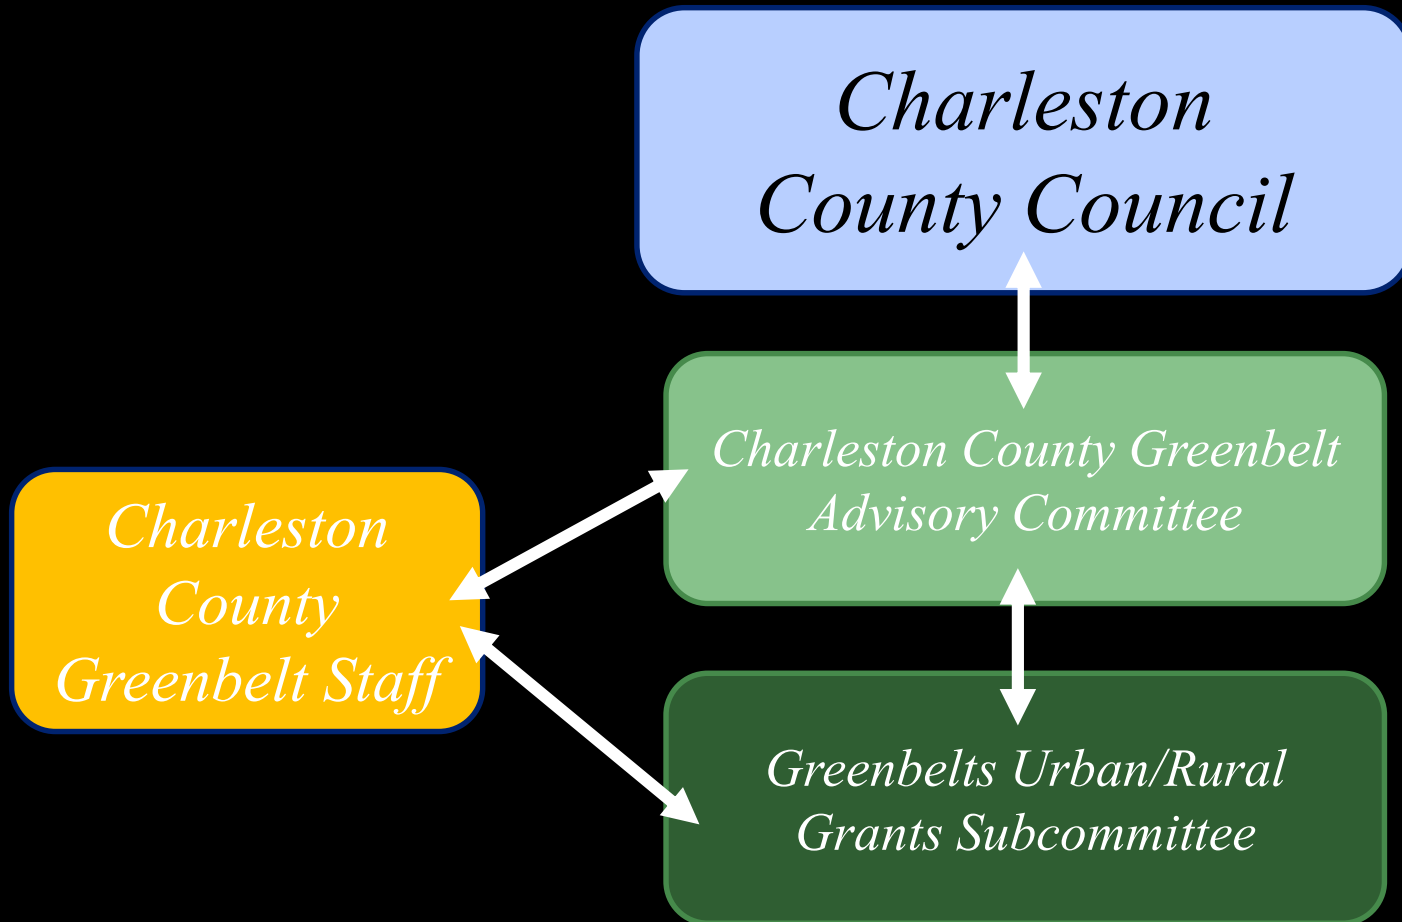 Charleston
County Council
Charleston County Greenbelt
Advisory Committee
Charleston
County
Greenbelt Staff
Greenbelts Urban/Rural
Grants Subcommittee